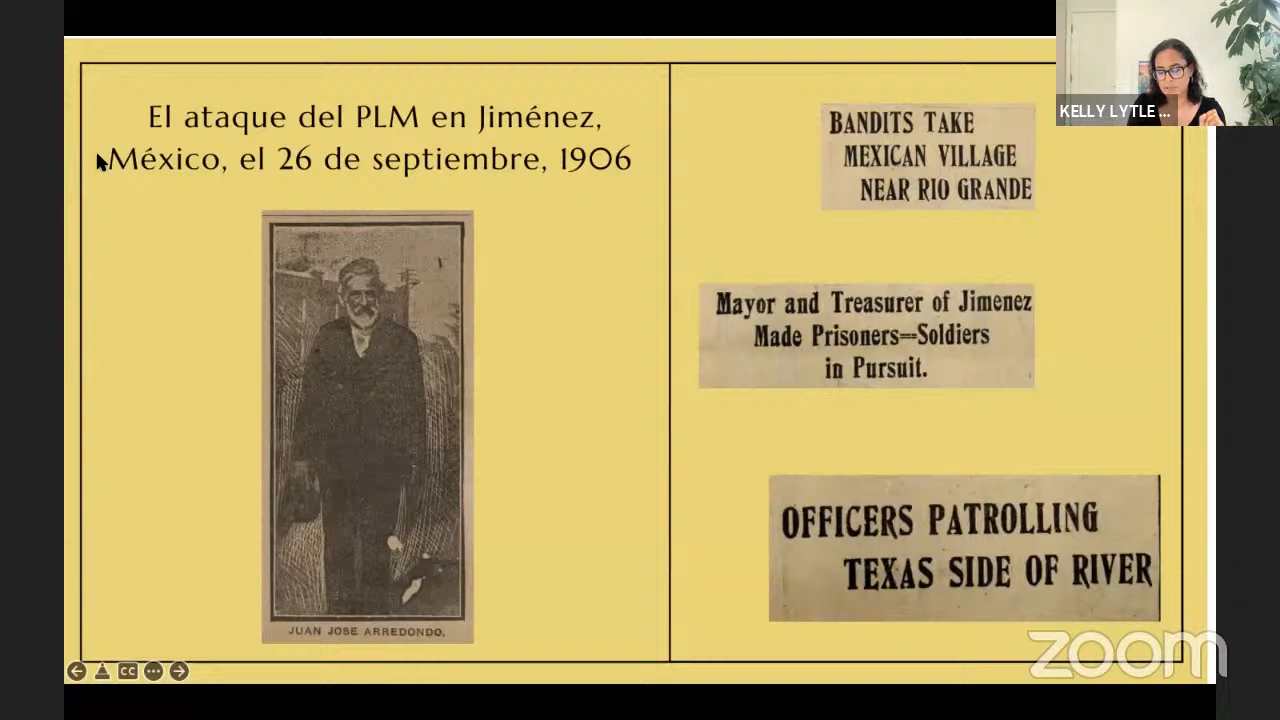 El ataque del PLM en Jiménez,
México, el 26 de septiembre, 1906
JUAN JOSE ARREDONDO.
BANDITS TAKE
MEXICAN VILLAGE
NEAR RIO GRANDE
Mayor and Treasurer of Jimenez
Made Prisoners—Soldiers
in Pursuit.
OFFICERS PATROLLING
TEXAS SIDE OF RIVER
KELLY LYTLE ...
CC
zoom